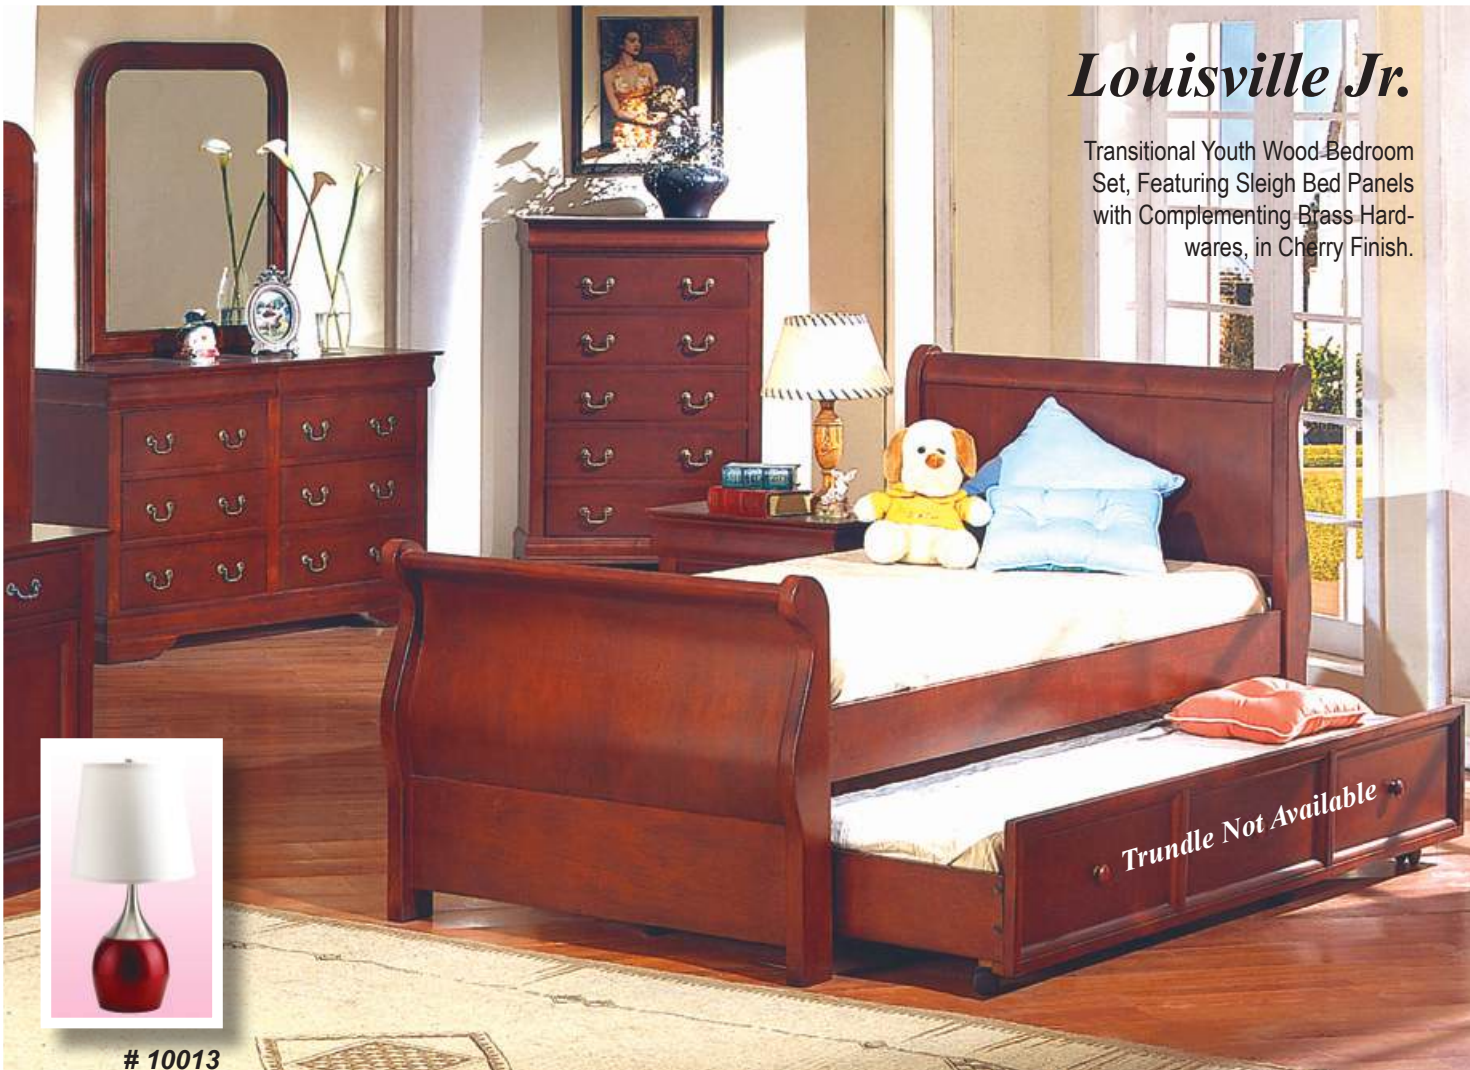 Louisville Jr.
Transitional Youth Wood Bedroom
Set, Featuring Sleigh Bed Panels
with Complementing Brass Hard-
wares, in Cherry Finish.
Trundle Not Available
# 10013